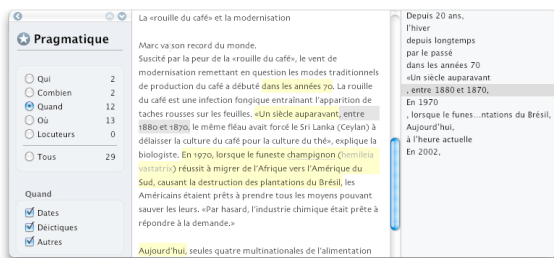 Pragmatique
Qui 2
Combien 2
Quand 12
Où 13
Locuteurs 0
Tous 29
Quand
Dates
Déictiques
Autres
La «rouille du café» et la modernisation
Marc va son record du monde.
Suscité par la peur de la «rouille du café», le vent de
modernisation remettant en question les modes traditionnels
de production du café a débuté dans les années 70. La rouille
du café est une infection fongique entraînant l'apparition de
taches rousses sur les feuilles. «Un siècle auparavant, entre
1880 et 1870, le même fléau avait forcé le Sri Lanka (Ceylan) à
délaisser la culture du café pour la culture du thé», explique la
biologiste. En 1970, lorsque le funeste champignon (hemileia
vastatrix) réussit à migrer de l'Afrique vers l'Amérique du
Sud, causant la destruction des plantations du Brésil, les
Américains étaient prêts à prendre tous les moyens pouvant
sauver les leurs. «Par hasard, l'industrie chimique était prête à
répondre à la demande.»
Aujourd'hui, seules quatre multinationales de l'alimentation
Depuis 20 ans,
l'hiver
depuis longtemps
par le passé
dans les années 70
«Un siècle auparavant
, entre 1880 et 1870,
En 1970
, lorsque le funes...ntations du Brésil,
Aujourd'hui,
à l'heure actuelle
En 2002,